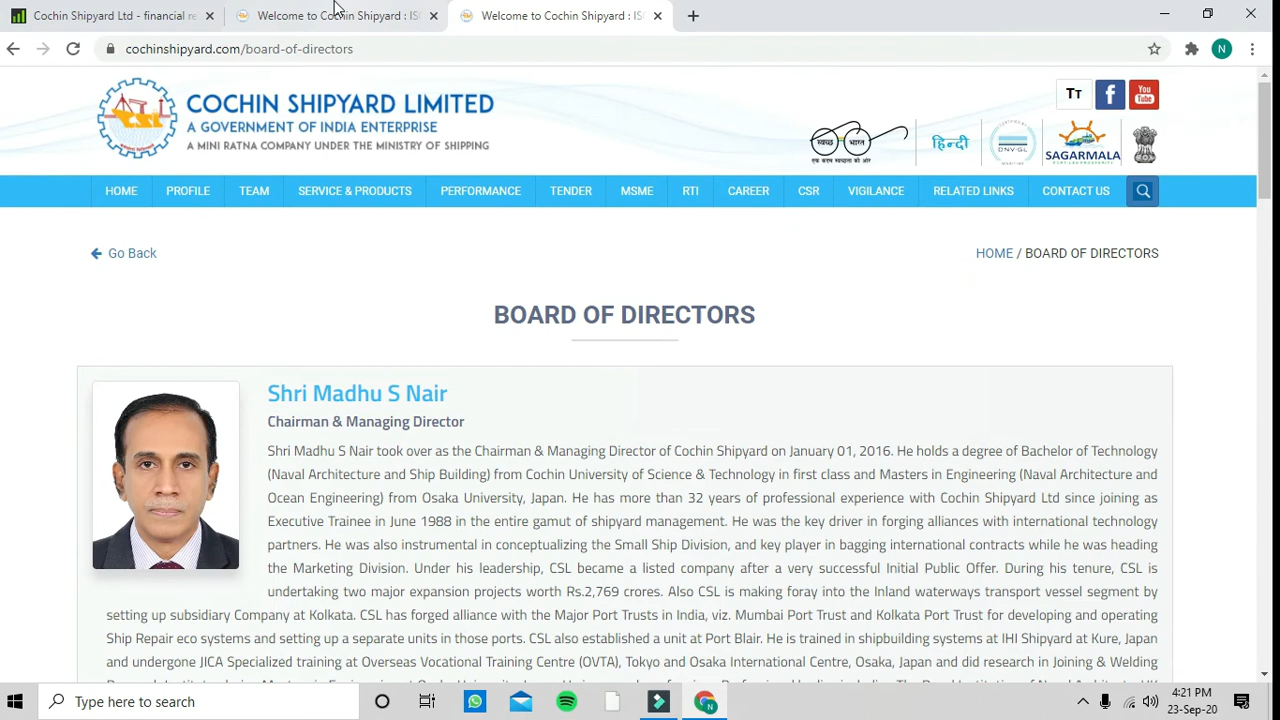 Cochin Shipyard Ltd - financial re
Welcome to Cochin Shipyard : ISO
Welcome to Cochin Shipyard : ISO
cochinshipyard.com/board-of-directors
N
COCHIN SHIPYARD LIMITED
A GOVERNMENT OF INDIA ENTERPRISE
A MINI RATNA COMPANY UNDER THE MINISTRY OF SHIPPING
CSL
TT
f
You
Tube
स्वच्छ भारत
एक कदम स्वच्छता की ओर
हिन्दी
DNV·GL
SAGARMALA
HOME
PROFILE
TEAM
SERVICE & PRODUCTS
PERFORMANCE
TENDER
MSME
RTI
CAREER
CSR
VIGILANCE
RELATED LINKS
CONTACT US
Go Back
HOME / BOARD OF DIRECTORS
BOARD OF DIRECTORS
Shri Madhu S Nair
Chairman & Managing Director
Shri Madhu S Nair took over as the Chairman & Managing Director of Cochin Shipyard on January 01, 2016. He holds a degree of Bachelor of Technology
(Naval Architecture and Ship Building) from Cochin University of Science & Technology in first class and Masters in Engineering (Naval Architecture and
Ocean Engineering) from Osaka University, Japan. He has more than 32 years of professional experience with Cochin Shipyard Ltd since joining as
Executive Trainee in June 1988 in the entire gamut of shipyard management. He was the key driver in forging alliances with international technology
partners. He was also instrumental in conceptualizing the Small Ship Division, and key player in bagging international contracts while he was heading
the Marketing Division. Under his leadership, CSL became a listed company after a very successful Initial Public Offer. During his tenure, CSL is
undertaking two major expansion projects worth Rs.2,769 crores. Also CSL is making foray into the Inland waterways transport vessel segment by
setting up subsidiary Company at Kolkata. CSL has forged alliance with the Major Port Trusts in India, viz. Mumbai Port Trust and Kolkata Port Trust for developing and operating
Ship Repair eco systems and setting up a separate units in those ports. CSL also established a unit at Port Blair. He is trained in shipbuilding systems at IHI Shipyard at Kure, Japan
and undergone JICA Specialized training at Overseas Vocational Training Centre (OVTA), Tokyo and Osaka International Centre, Osaka, Japan and did research in Joining & Welding
Type here to search
4:21 PM
23-Sep-20